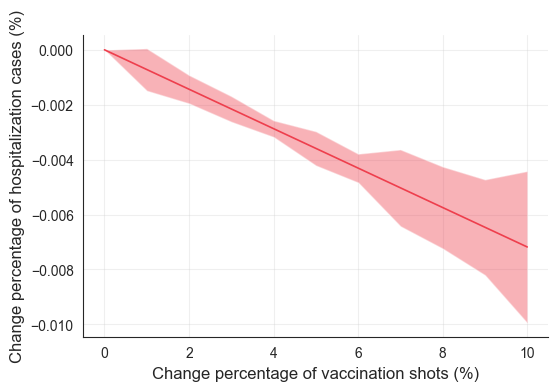 Change percentage of hospitalization cases (%)
0.000
−0.002
−0.004
−0.006
−0.008
−0.010
0 2 4 6 8 10
Change percentage of vaccination shots (%)